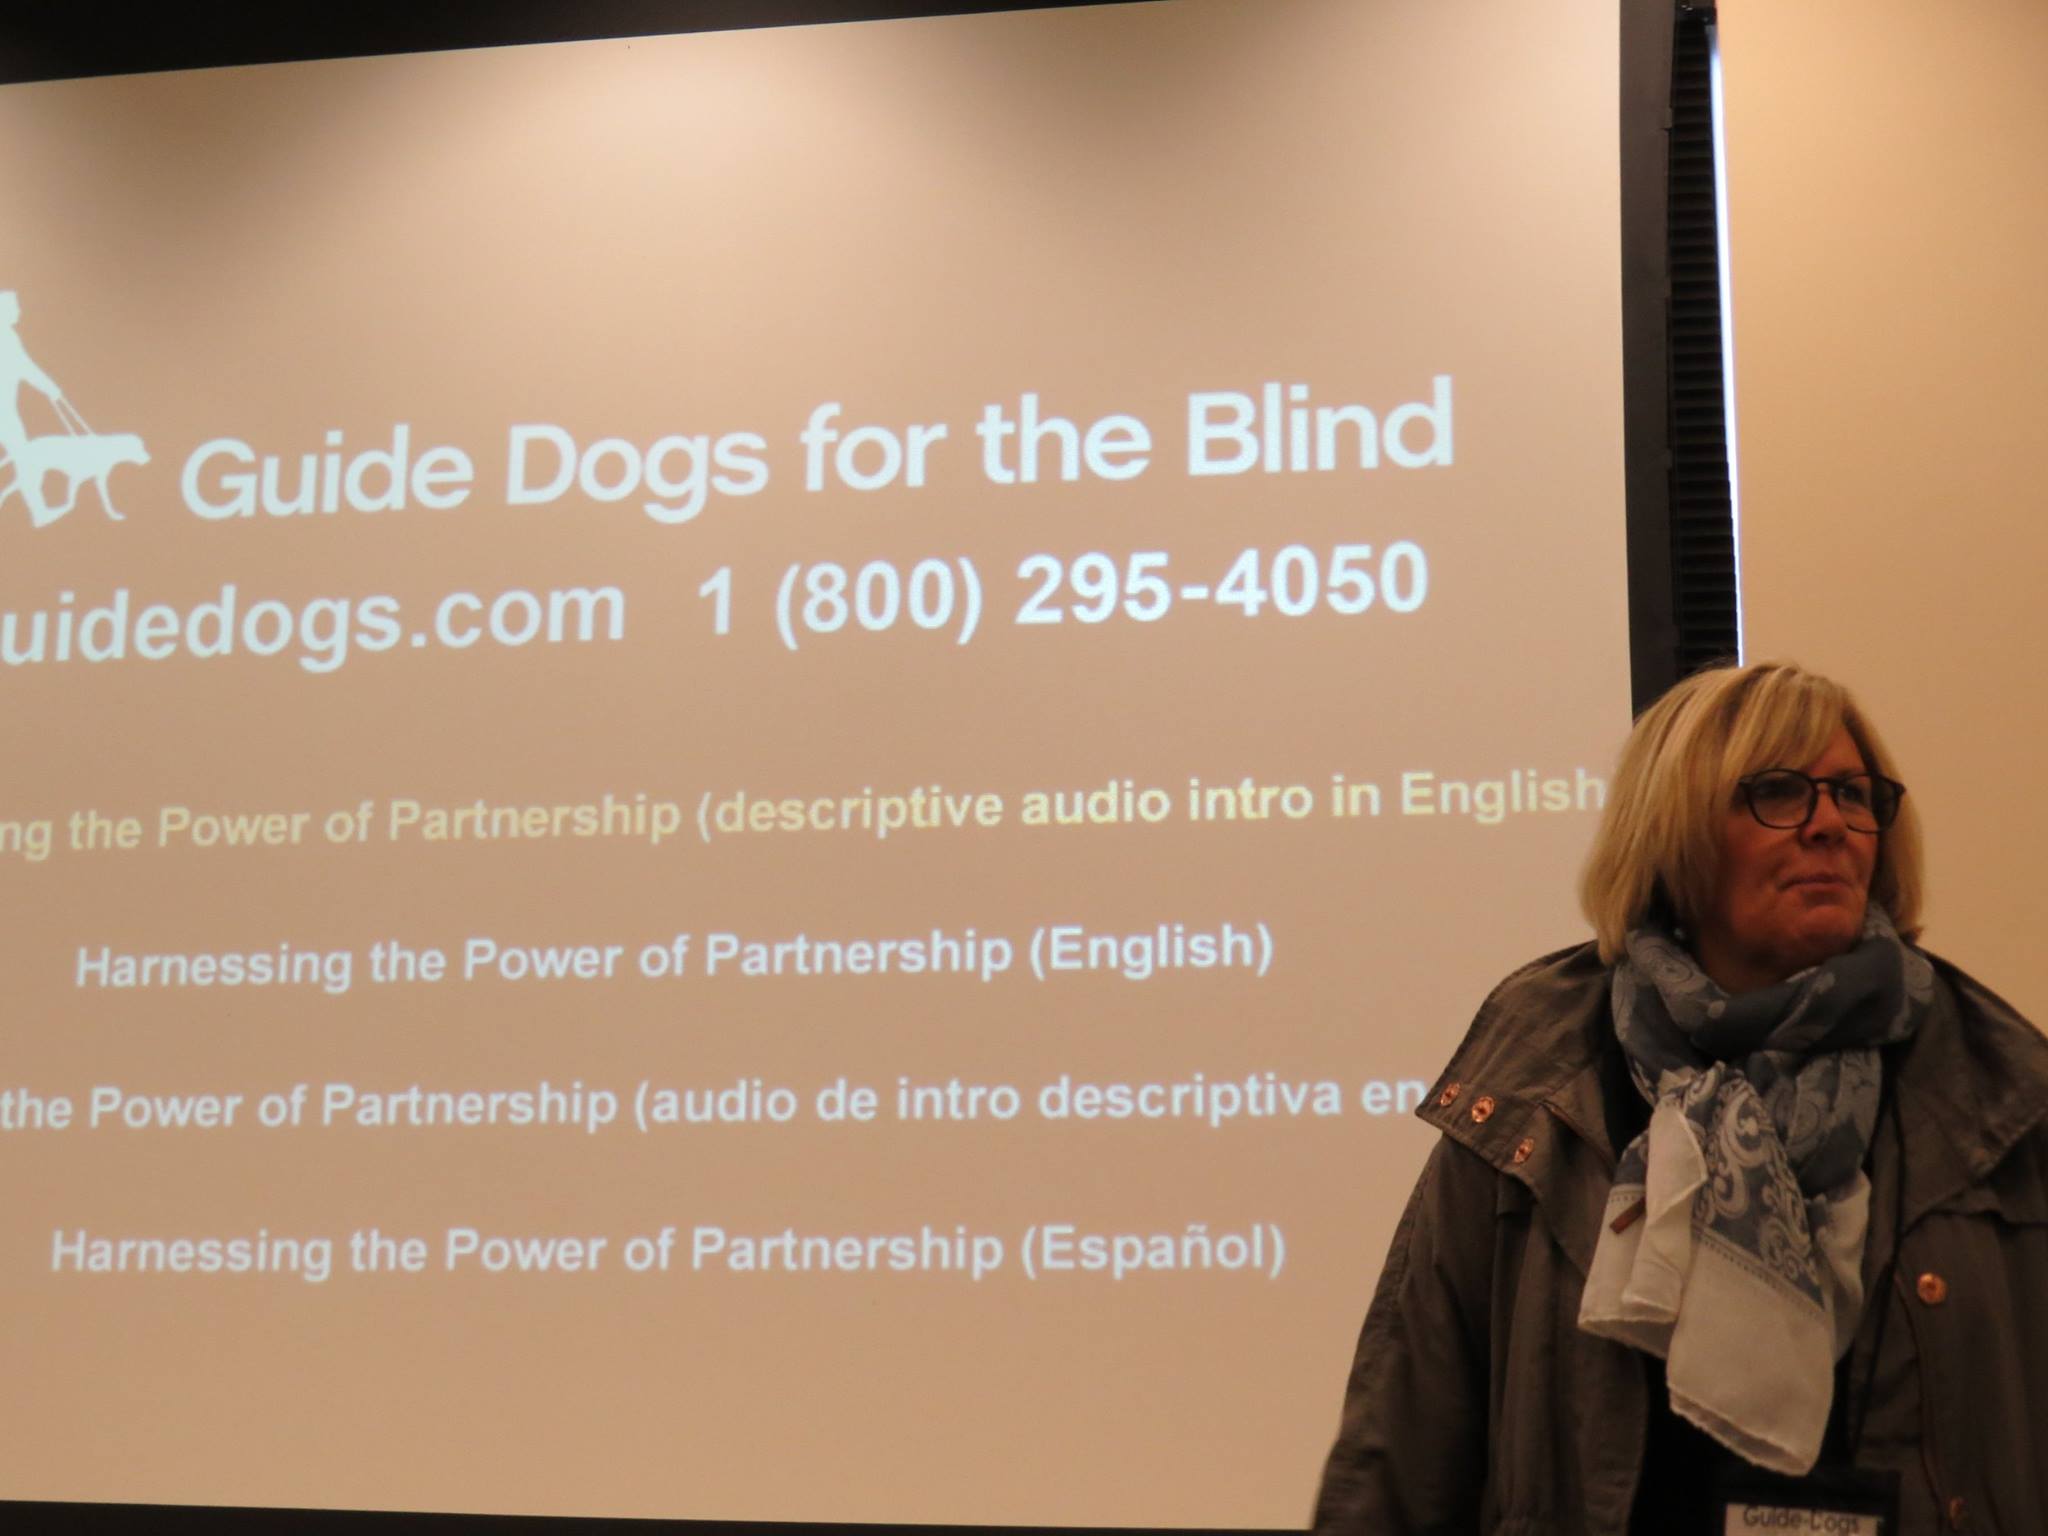 Guide Dogs for the Blind
uidedogs.com 1 (800) 295-4050
ng the Power of Partnership (descriptive audio intro in English
Harnessing the Power of Partnership (English)
the Power of Partnership (audio de intro descriptiva en
Harnessing the Power of Partnership (Español)
Guide Dogs